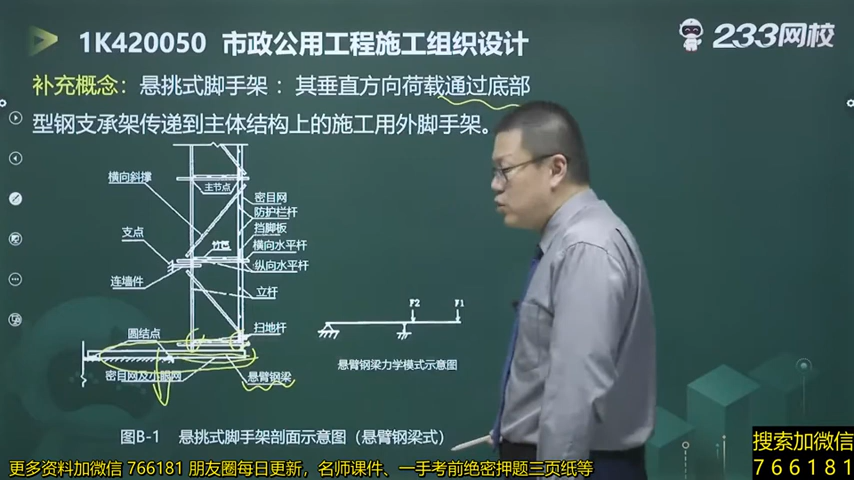 1K420050 市政公用工程施工组织设计
233网校
补充概念：悬挑式脚手架：其垂直方向荷载通过底部
型钢支承架传递到主体结构上的施工用外脚手架。
横向斜撑
主节点
密目网
防护栏杆
支点
挡脚板
竹笆
横向水平杆
纵向水平杆
连墙件
立杆
F2
F1
圆结点
扫地杆
悬臂钢梁力学模式示意图
密目网及小眼网
悬臂钢梁
图B-1 悬挑式脚手架剖面示意图（悬臂钢梁式）
搜索加微信
766181
更多资料加微信 766181 朋友圈每日更新，名师课件、一手考前绝密押题三页纸等